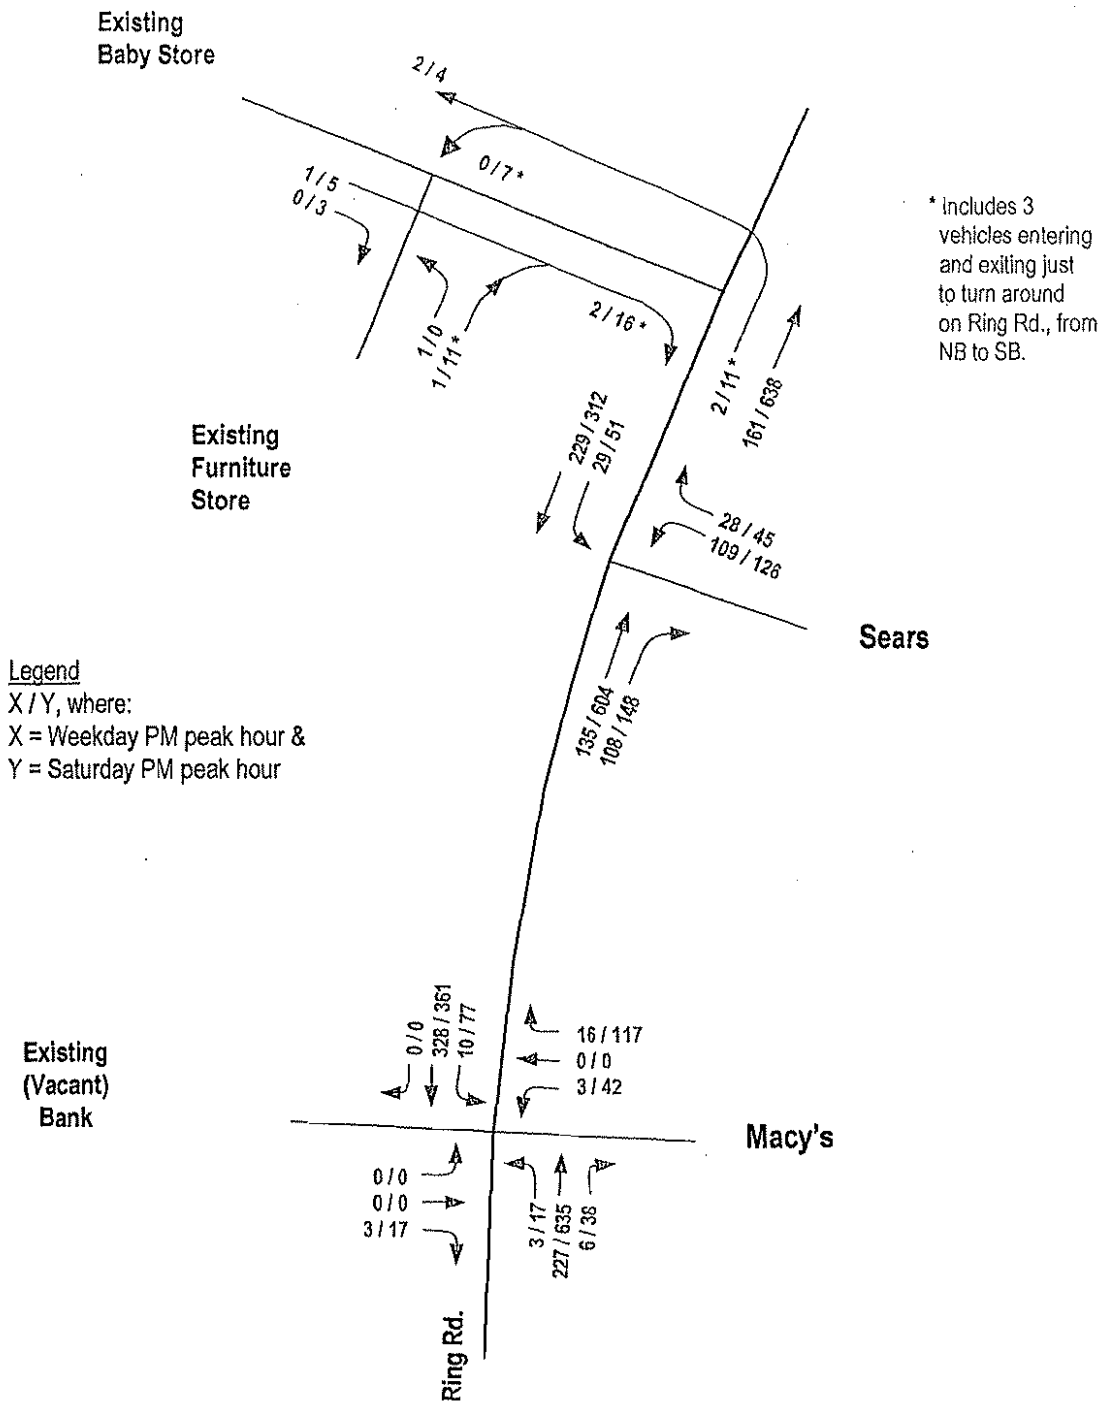 Existing
Baby Store
2 / 4
0 / 7 *
1 / 5
0 / 3
* Includes 3
vehicles entering
and exiting just
to turn around
on Ring Rd., from
NB to SB.
1 / 0
1 / 11 *
2 / 16 *
2 / 11 *
161 / 638
Existing
Furniture
Store
229 / 312
29 / 51
28 / 45
109 / 126
Sears
135 / 604
108 / 148
Legend
X / Y, where:
X = Weekday PM peak hour &
Y = Saturday PM peak hour
Existing
(Vacant)
Bank
0 / 0
328 / 361
10 / 77
16 / 117
0 / 0
3 / 42
Macy's
0 / 0
0 / 0
3 / 17
3 / 17
227 / 635
6 / 38
Ring Rd.